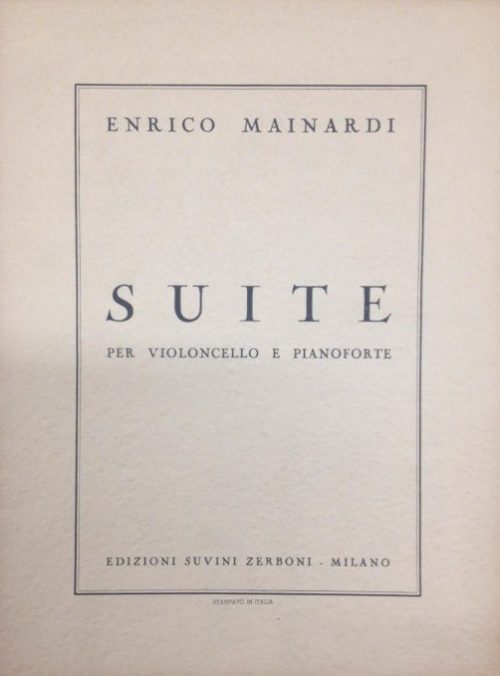 ENRICO MAINARDI
SUITE
PER VIOLONCELLO E PIANOFORTE
EDIZIONI SUVINI ZERBONI - MILANO
STAMPATO IN ITALIA